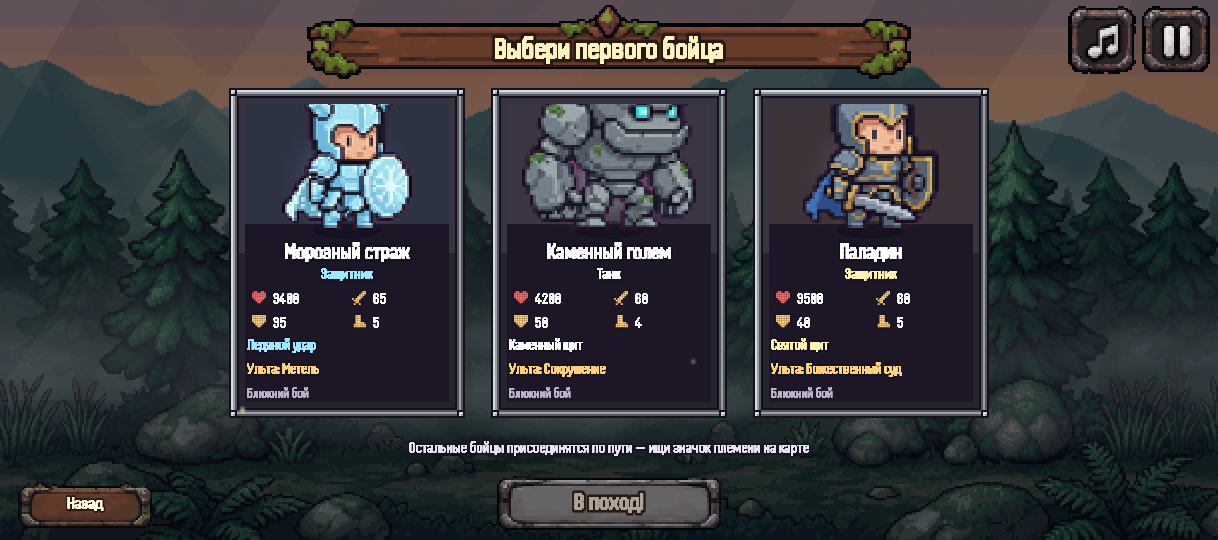 Выбери первого бойца
Морозный страж
Защитник
3400 65
35 5
Ледяной удар
Ульта: Метель
Ближний бой
Каменный голем
Танк
4200 60
50 4
Каменный щит
Ульта: Сокрушение
Ближний бой
Паладин
Защитник
3500 60
40 5
Святой щит
Ульта: Божественный суд
Ближний бой
Остальные бойцы присоединятся по пути — ищи значок племени на карте
Назад
В поход!